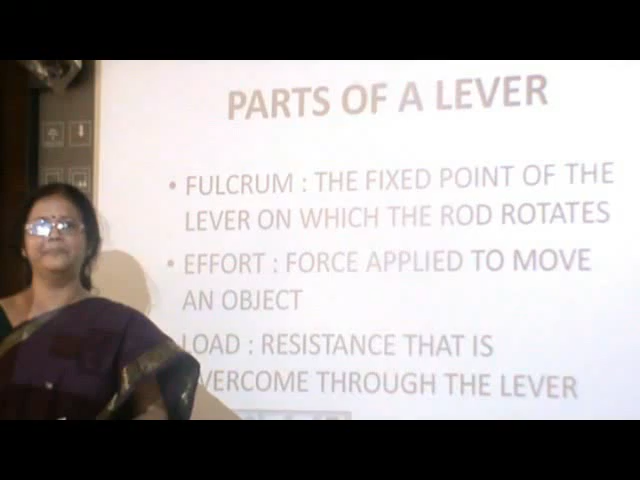 PARTS OF A LEVER
• FULCRUM : THE FIXED POINT OF THE
LEVER ON WHICH THE ROD ROTATES
• EFFORT : FORCE APPLIED TO MOVE
AN OBJECT
LOAD : RESISTANCE THAT IS
VERCOME THROUGH THE LEVER